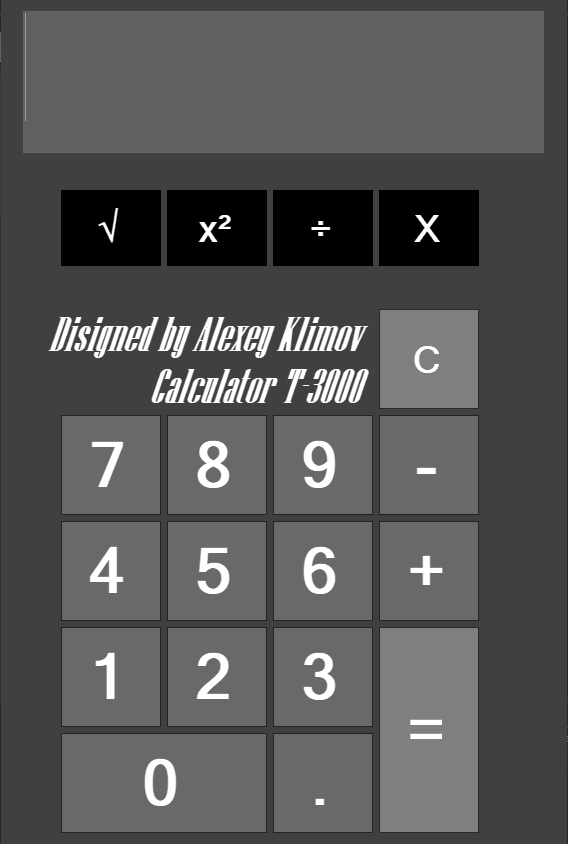 √ x² ÷ X
Disigned by Alexey Klimov
Calculator T-3000
C
7 8 9 -
4 5 6 +
1 2 3 =
0 .